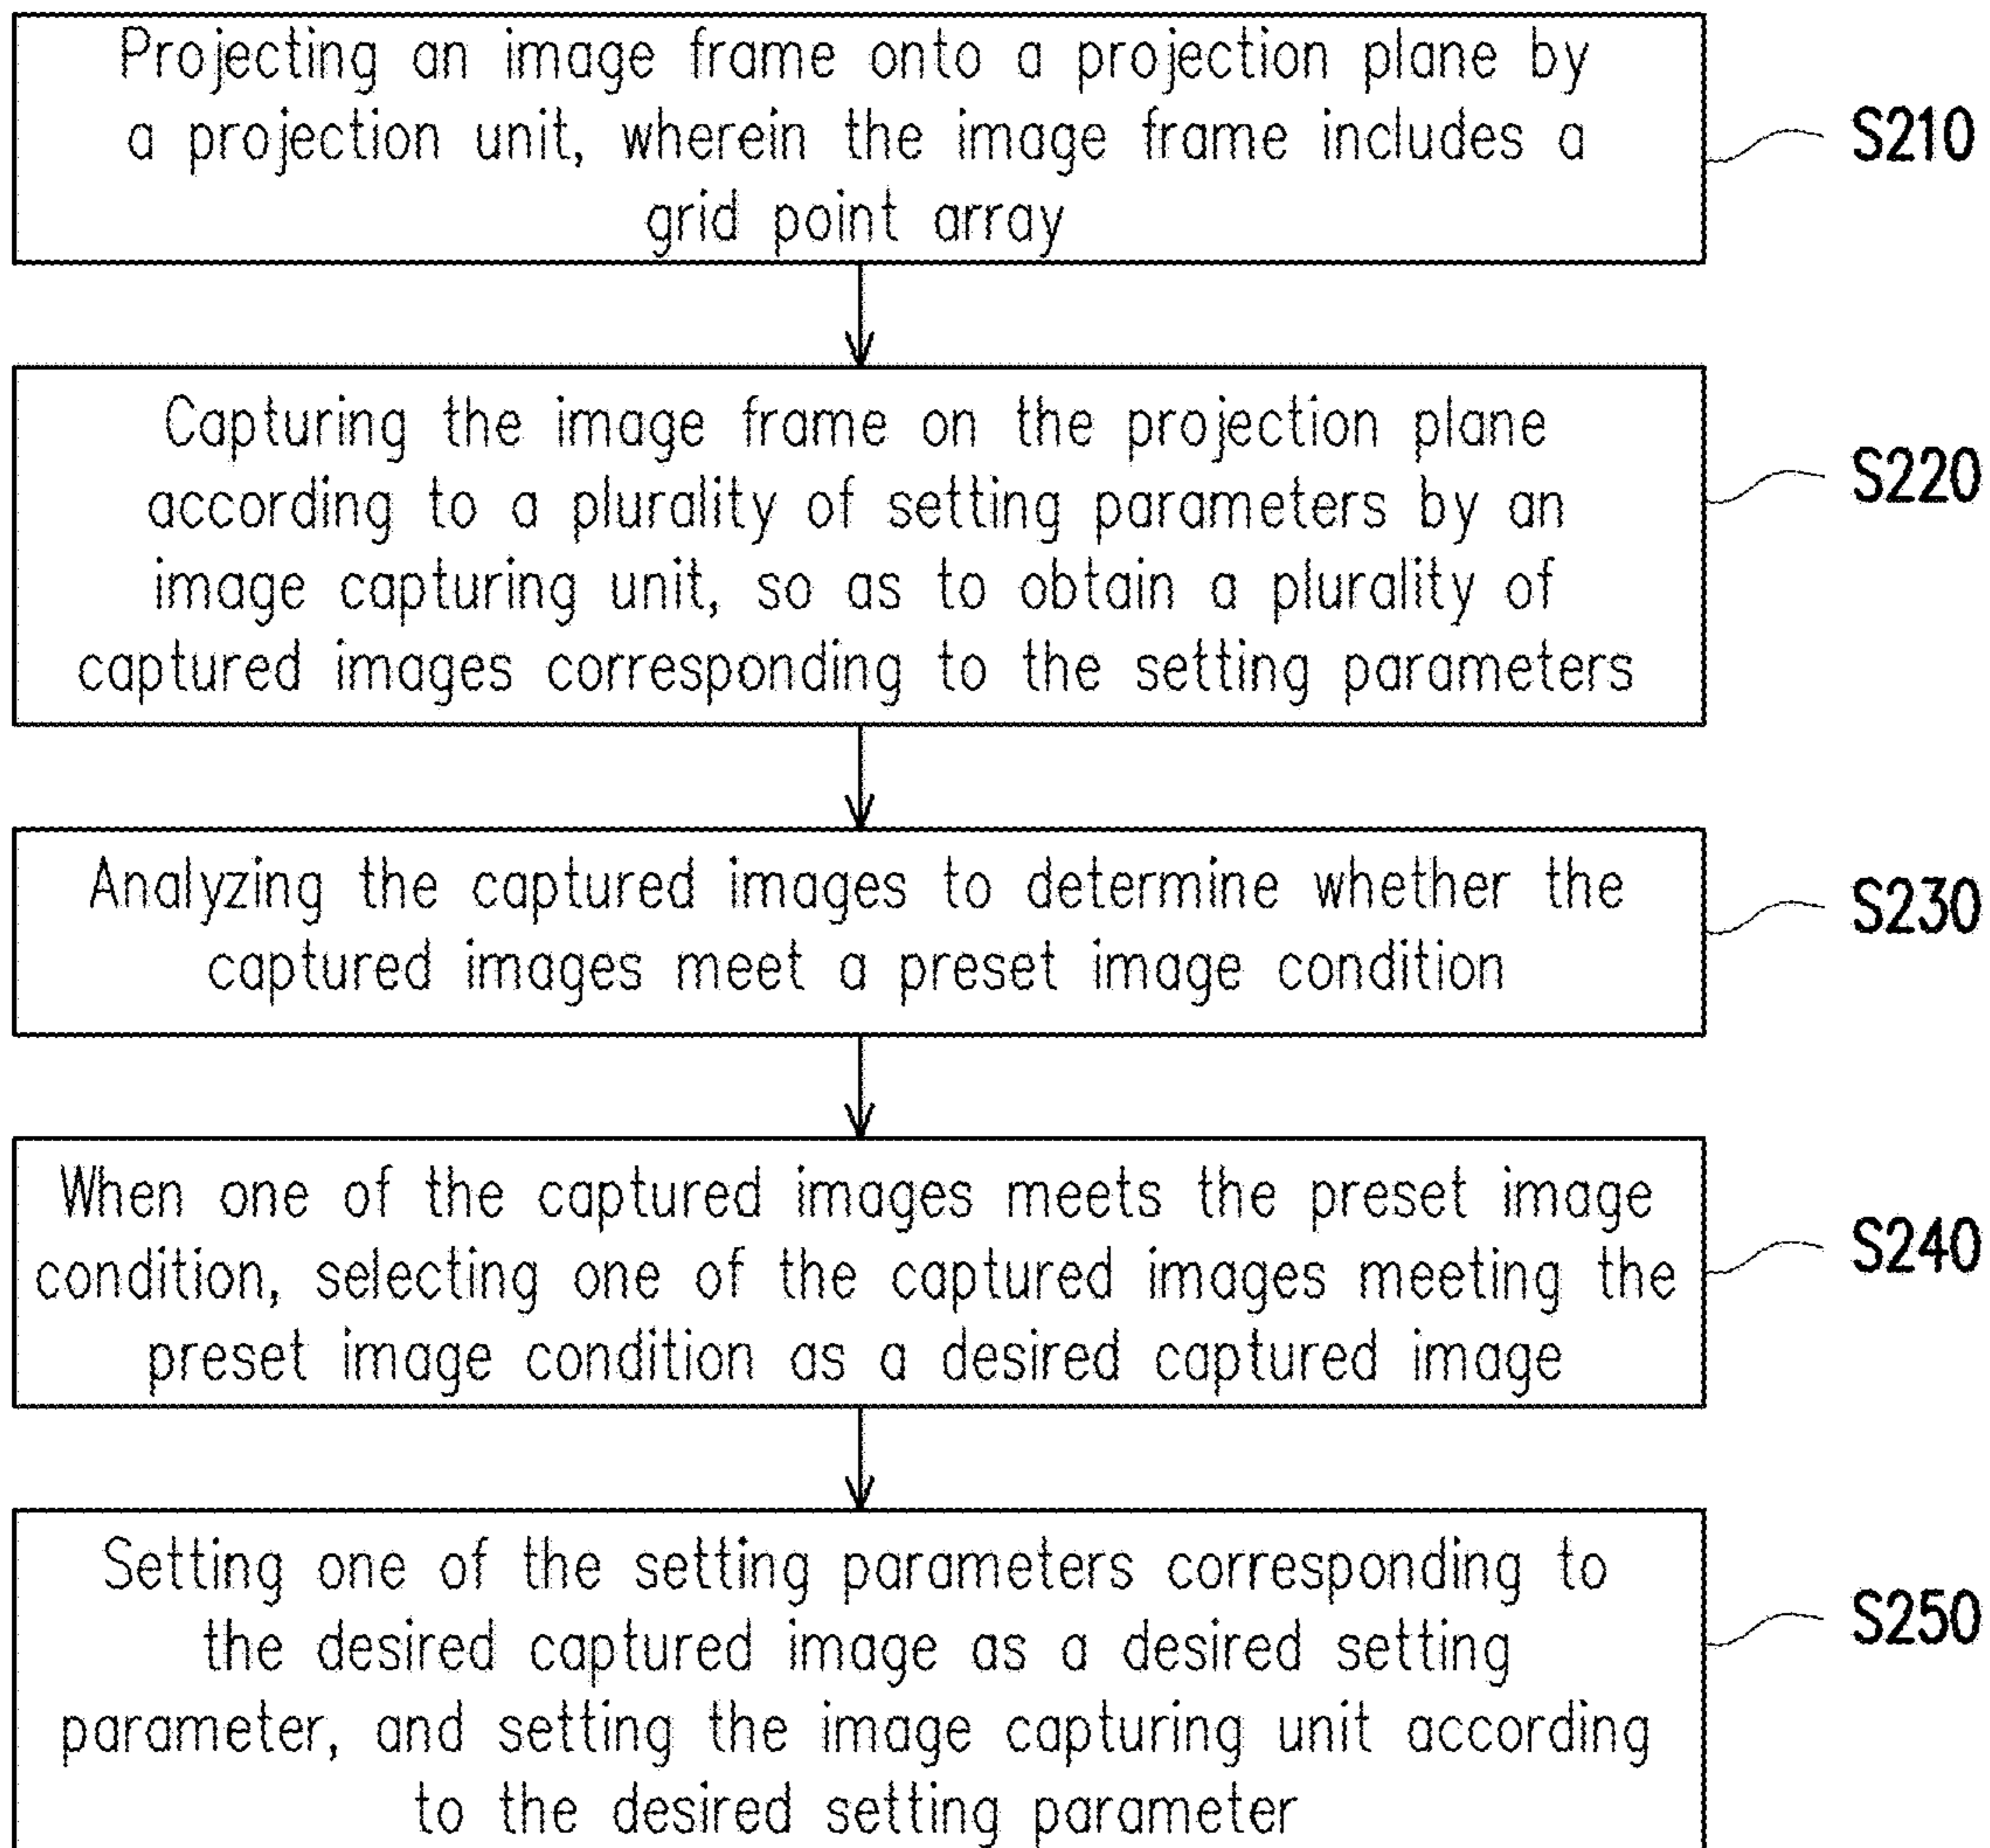 Projecting an image frame onto a projection plane by
a projection unit, wherein the image frame includes a
grid point array
S210
Capturing the image frame on the projection plane
according to a plurality of setting parameters by an
image capturing unit, so as to obtain a plurality of
captured images corresponding to the setting parameters
S220
Analyzing the captured images to determine whether the
captured images meet a preset image condition
S230
When one of the captured images meets the preset image
condition, selecting one of the captured images meeting the
preset image condition as a desired captured image
S240
Setting one of the setting parameters corresponding to
the desired captured image as a desired setting
parameter, and setting the image capturing unit according
to the desired setting parameter
S250